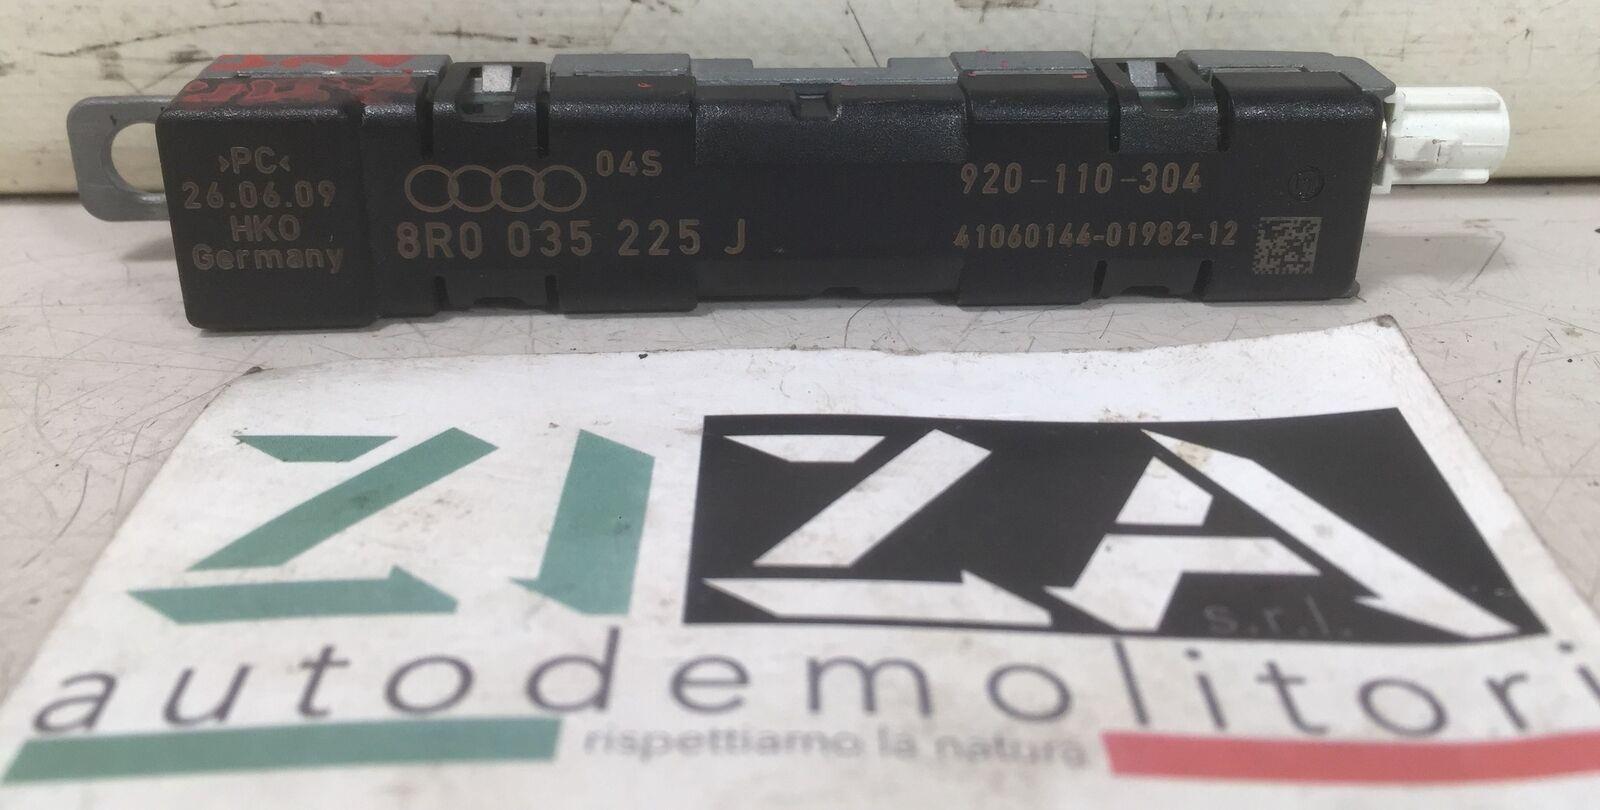 >PC<
26.06.09
HKO
Germany
04S
8R0 035 225 J
920-110-304
41060144-01982-12
ZIZA
s.r.l.
autodemolitori
rispettiamo la natura